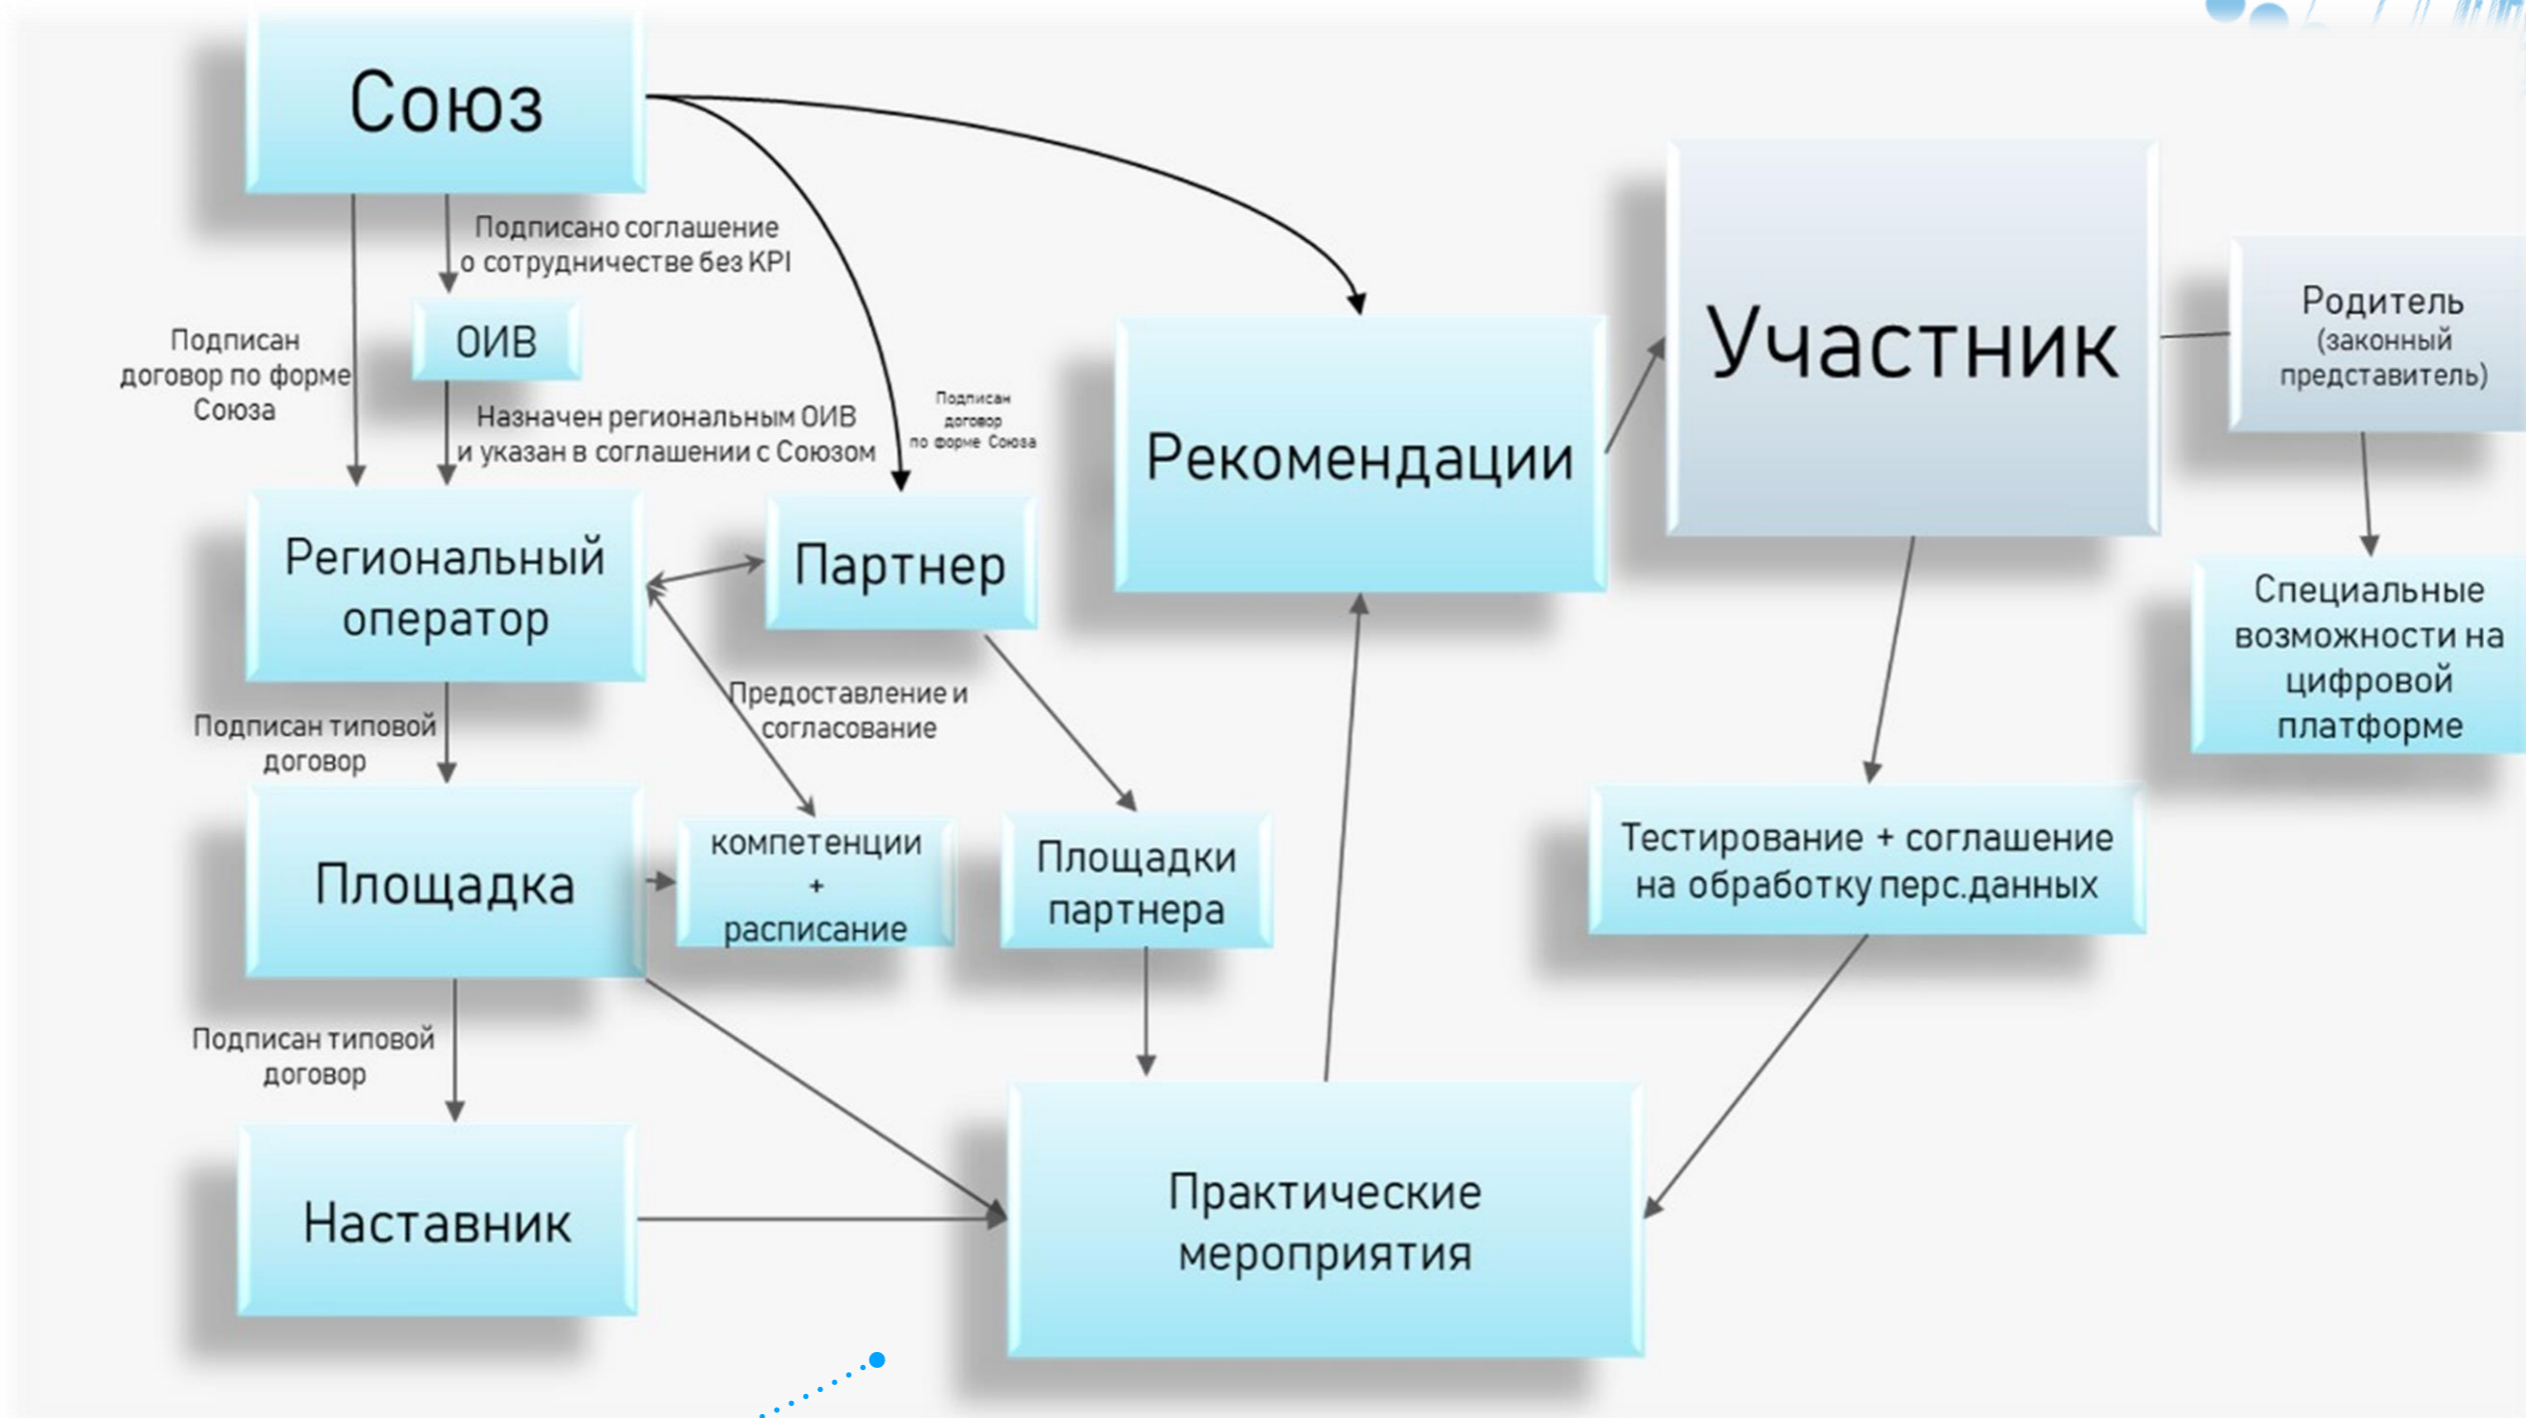 Союз
Подписано соглашение
о сотрудничестве без KPI
Подписан
договор по форме
Союза
ОИВ
Назначен региональным ОИВ
и указан в соглашении с Союзом
Подписан
договор
по форме Союза
Рекомендации
Участник
Родитель
(законный
представитель)
Региональный
оператор
Партнер
Специальные
возможности на
цифровой
платформе
Предоставление и
согласование
Подписан типовой
договор
Площадка
компетенции
+
расписание
Площадки
партнера
Тестирование + соглашение
на обработку перс.данных
Подписан типовой
договор
Наставник
Практические
мероприятия